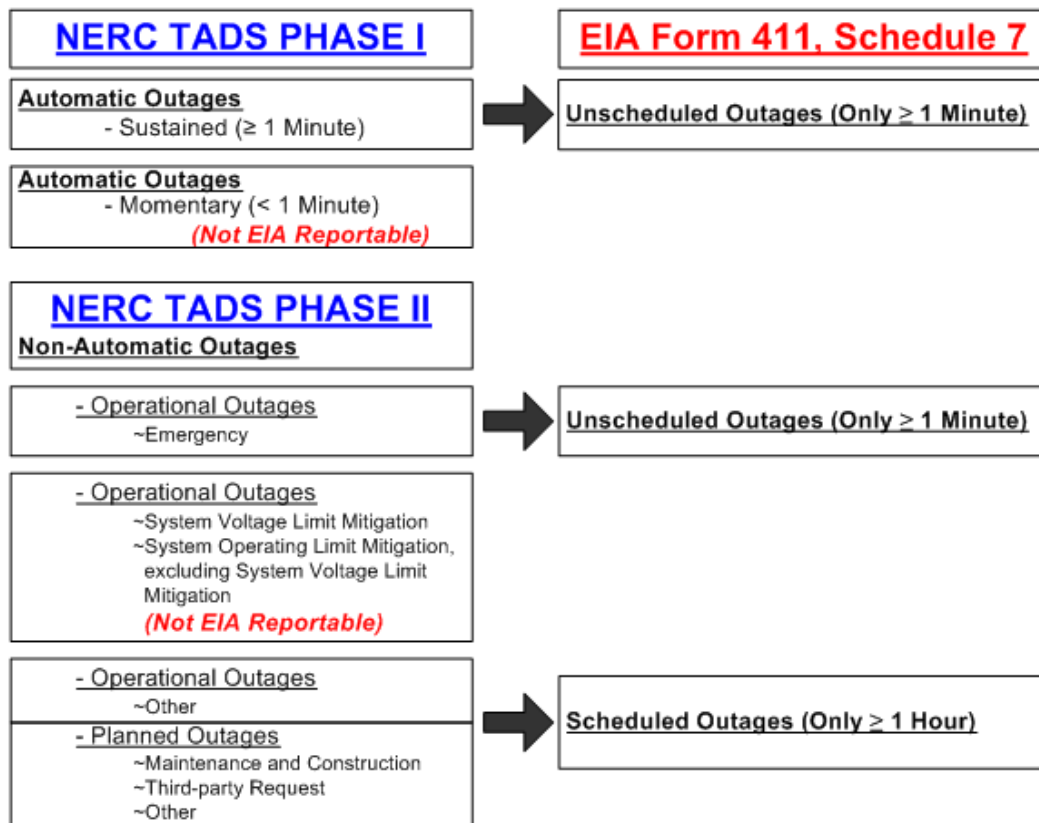 NERC TADS PHASE I
EIA Form 411, Schedule 7
Automatic Outages
- Sustained (≥ 1 Minute)
Unscheduled Outages (Only ≥ 1 Minute)
Automatic Outages
- Momentary (< 1 Minute)
(Not EIA Reportable)
NERC TADS PHASE II
Non-Automatic Outages
- Operational Outages
~Emergency
Unscheduled Outages (Only ≥ 1 Minute)
- Operational Outages
~System Voltage Limit Mitigation
~System Operating Limit Mitigation,
excluding System Voltage Limit
Mitigation
(Not EIA Reportable)
- Operational Outages
~Other
- Planned Outages
~Maintenance and Construction
~Third-party Request
~Other
Scheduled Outages (Only ≥ 1 Hour)